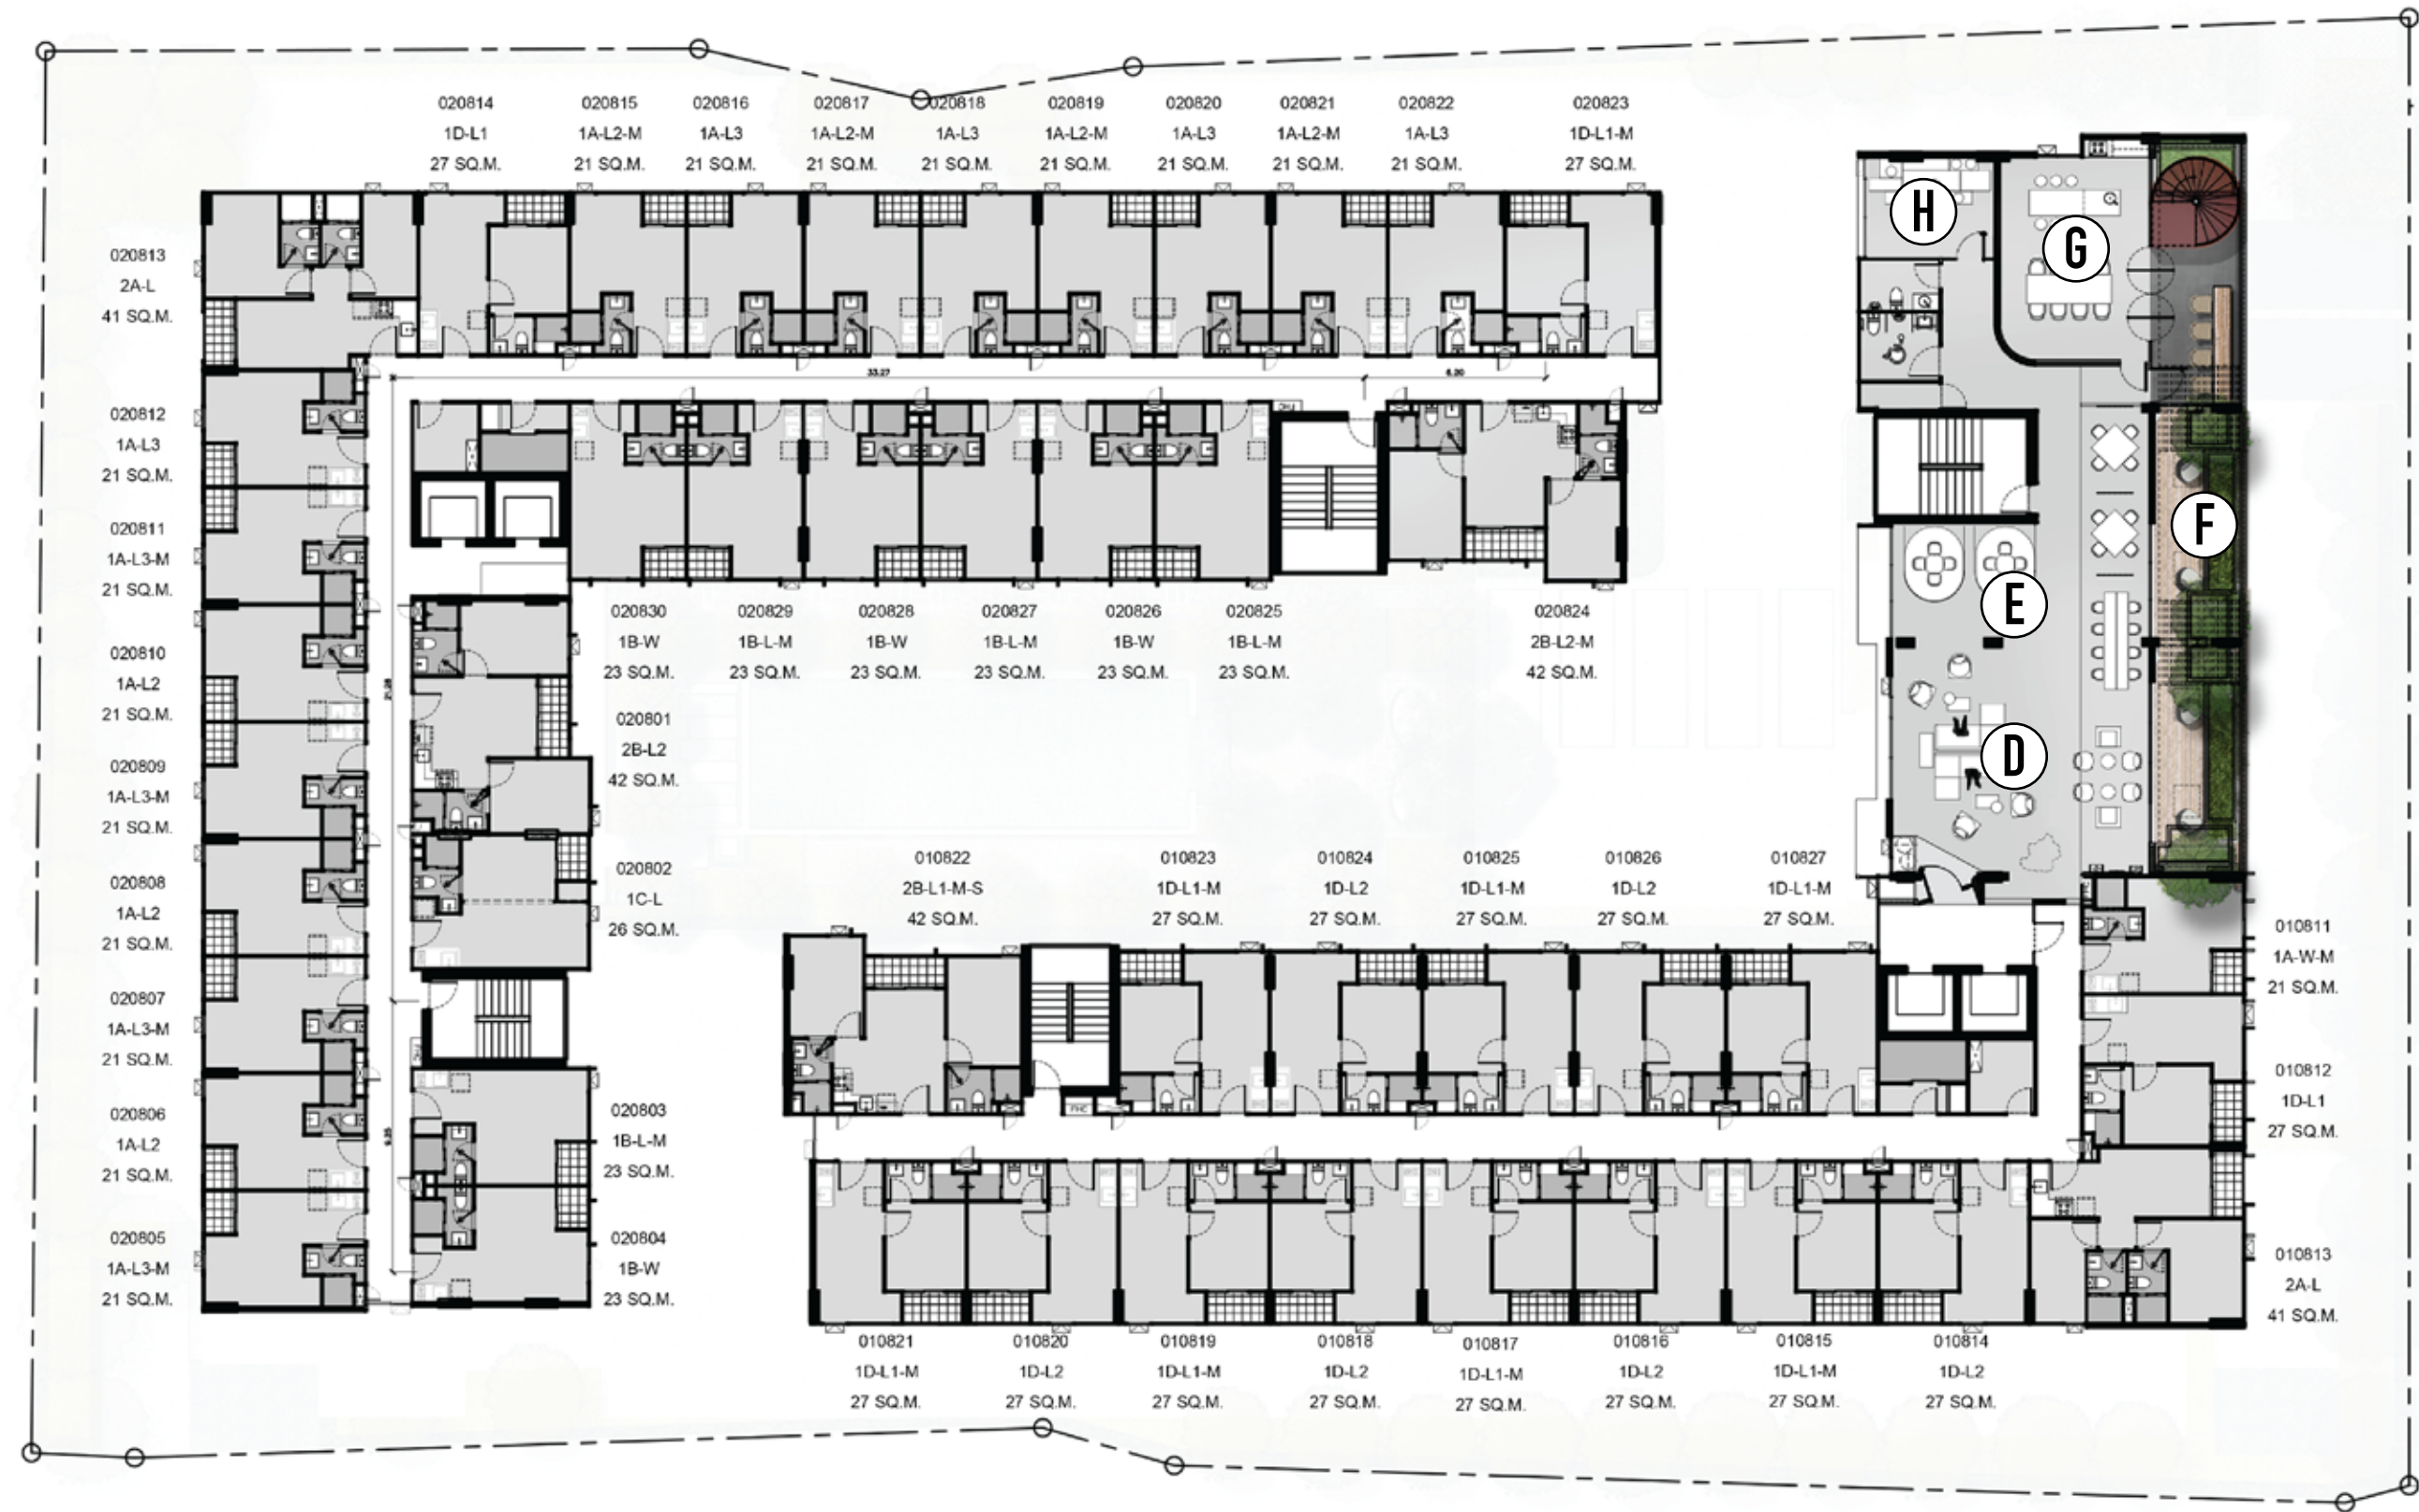 020814
1D-L1
27 SQ.M.
020815
1A-L2-M
21 SQ.M.
020816
1A-L3
21 SQ.M.
020817
1A-L2-M
21 SQ.M.
020818
1A-L3
21 SQ.M.
020819
1A-L2-M
21 SQ.M.
020820
1A-L3
21 SQ.M.
020821
1A-L2-M
21 SQ.M.
020822
1A-L3
21 SQ.M.
020823
1D-L1-M
27 SQ.M.
H
G
F
E
D
020813
2A-L
41 SQ.M.
33.27
6.20
020812
1A-L3
21 SQ.M.
020811
1A-L3-M
21 SQ.M.
020810
1A-L2
21 SQ.M.
020809
1A-L3-M
21 SQ.M.
020808
1A-L2
21 SQ.M.
020807
1A-L3-M
21 SQ.M.
020806
1A-L2
21 SQ.M.
020805
1A-L3-M
21 SQ.M.
020830
1B-W
23 SQ.M.
020829
1B-L-M
23 SQ.M.
020828
1B-W
23 SQ.M.
020827
1B-L-M
23 SQ.M.
020826
1B-W
23 SQ.M.
020825
1B-L-M
23 SQ.M.
020824
2B-L2-M
42 SQ.M.
020801
2B-L2
42 SQ.M.
020802
1C-L
26 SQ.M.
020803
1B-L-M
23 SQ.M.
020804
1B-W
23 SQ.M.
010822
2B-L1-M-S
42 SQ.M.
010823
1D-L1-M
27 SQ.M.
010824
1D-L2
27 SQ.M.
010825
1D-L1-M
27 SQ.M.
010826
1D-L2
27 SQ.M.
010827
1D-L1-M
27 SQ.M.
010811
1A-W-M
21 SQ.M.
010812
1D-L1
27 SQ.M.
010813
2A-L
41 SQ.M.
FHC
010821
1D-L1-M
27 SQ.M.
010820
1D-L2
27 SQ.M.
010819
1D-L1-M
27 SQ.M.
010818
1D-L2
27 SQ.M.
010817
1D-L1-M
27 SQ.M.
010816
1D-L2
27 SQ.M.
010815
1D-L1-M
27 SQ.M.
010814
1D-L2
27 SQ.M.